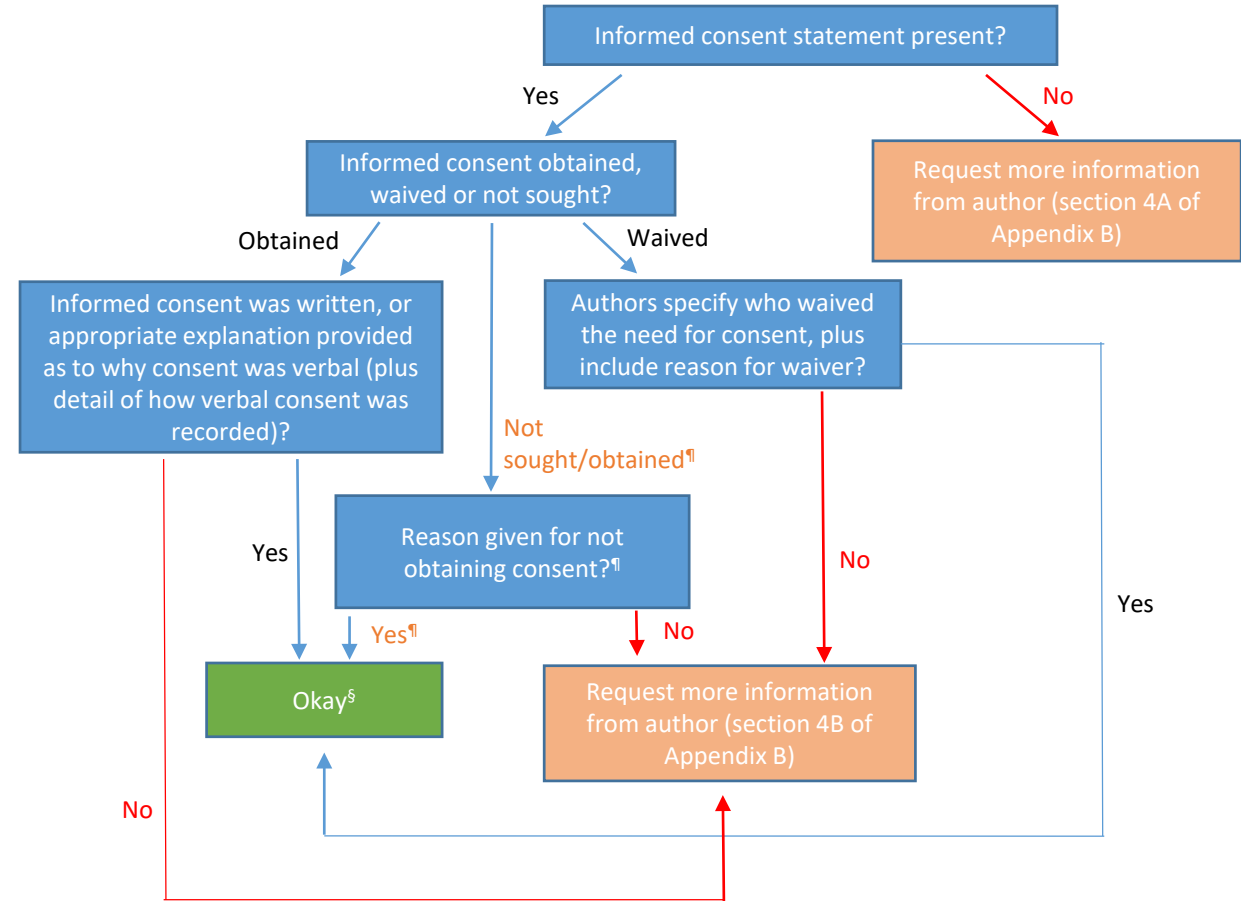 Informed consent statement present?
Yes
No
Informed consent obtained,
waived or not sought?
Request more information
from author (section 4A of
Appendix B)
Obtained
Waived
Informed consent was written, or
appropriate explanation provided
as to why consent was verbal (plus
detail of how verbal consent was
recorded)?
Authors specify who waived
the need for consent, plus
include reason for waiver?
Not
sought/obtained¶
Reason given for not
obtaining consent?¶
Yes
No
Yes
Yes¶
No
Okay§
Request more information
from author (section 4B of
Appendix B)
No